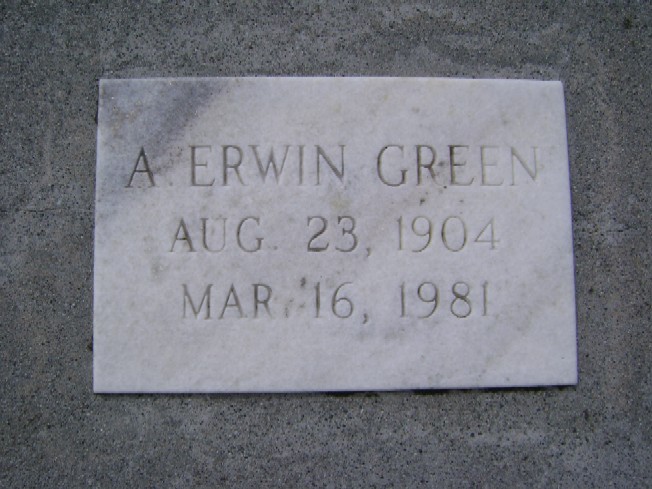 A. ERWIN GREEN
AUG. 23, 1904
MAR. 16, 1981